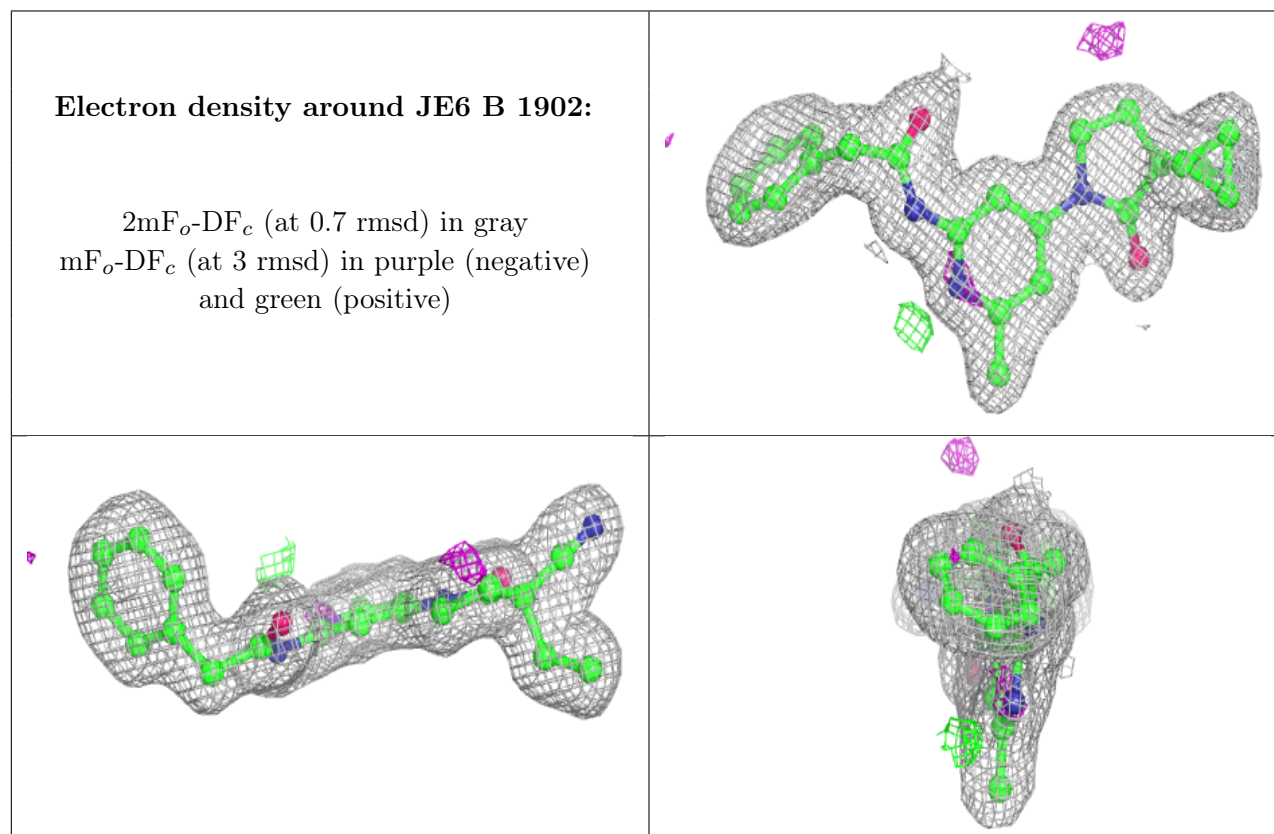 Electron density around JE6 B 1902:
2mFo-DFc (at 0.7 rmsd) in gray
mFo-DFc (at 3 rmsd) in purple (negative)
and green (positive)